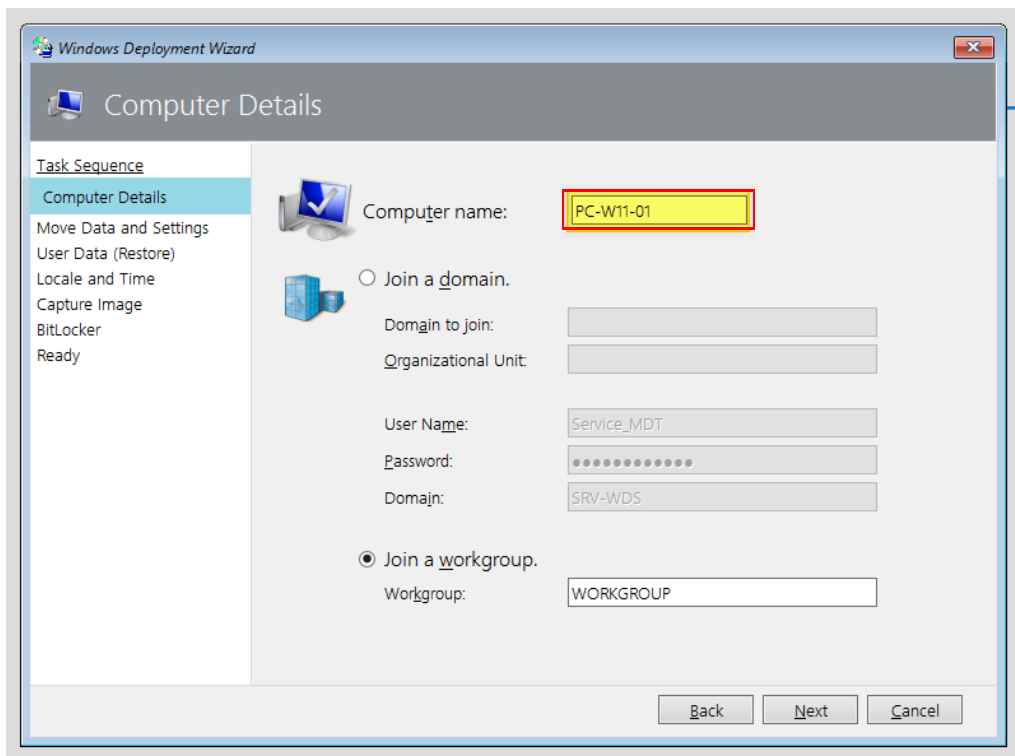 Windows Deployment Wizard
Computer Details
Task Sequence
Computer Details
Move Data and Settings
User Data (Restore)
Locale and Time
Capture Image
BitLocker
Ready
Computer name: PC-W11-01
Join a domain.
Domain to join:
Organizational Unit:
User Name: Service_MDT
Password: ●●●●●●●●●●●●
Domain: SRV-WDS
Join a workgroup.
Workgroup: WORKGROUP
Back Next Cancel